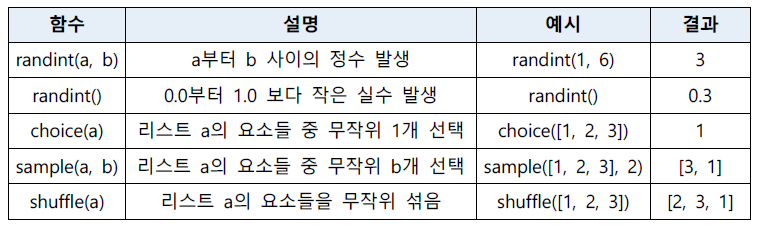 함수 설명 예시 결과
randint(a, b) a부터 b 사이의 정수 발생 randint(1, 6) 3
randint() 0.0부터 1.0 보다 작은 실수 발생 randint() 0.3
choice(a) 리스트 a의 요소들 중 무작위 1개 선택 choice([1, 2, 3]) 1
sample(a, b) 리스트 a의 요소들 중 무작위 b개 선택 sample([1, 2, 3], 2) [3, 1]
shuffle(a) 리스트 a의 요소들을 무작위 섞음 shuffle([1, 2, 3]) [2, 3, 1]